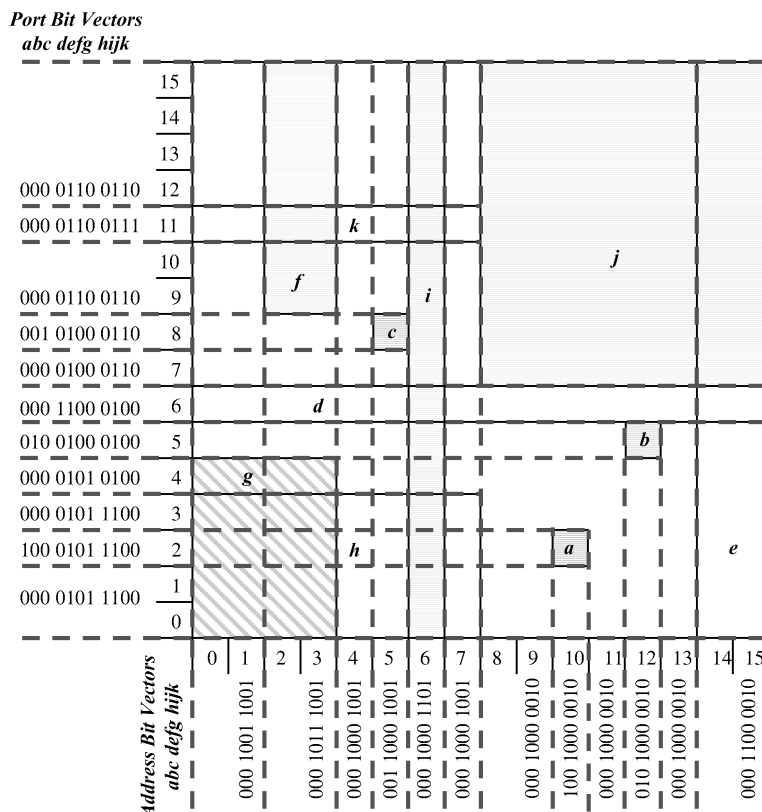 Port Bit Vectors
abc defg hijk
15
14
13
000 0110 0110 12
000 0110 0111 11 k
10
j
f
i
000 0110 0110 9
001 0100 0110 8 c
000 0100 0110 7
000 1100 0100 6 d
010 0100 0100 5 b
000 0101 0100 4 g
000 0101 1100 3
100 0101 1100 2 h a e
000 0101 1100 1
0
0 1 2 3 4 5 6 7 8 9 10 11 12 13 14 15
Address Bit Vectors
abc defg hijk
000 1001 1001
000 1011 1001
000 1000 1001
001 1000 1001
000 1000 1101
000 1000 1001
000 1000 0010
100 1000 0010
000 1000 0010
010 1000 0010
000 1000 0010
000 1100 0010